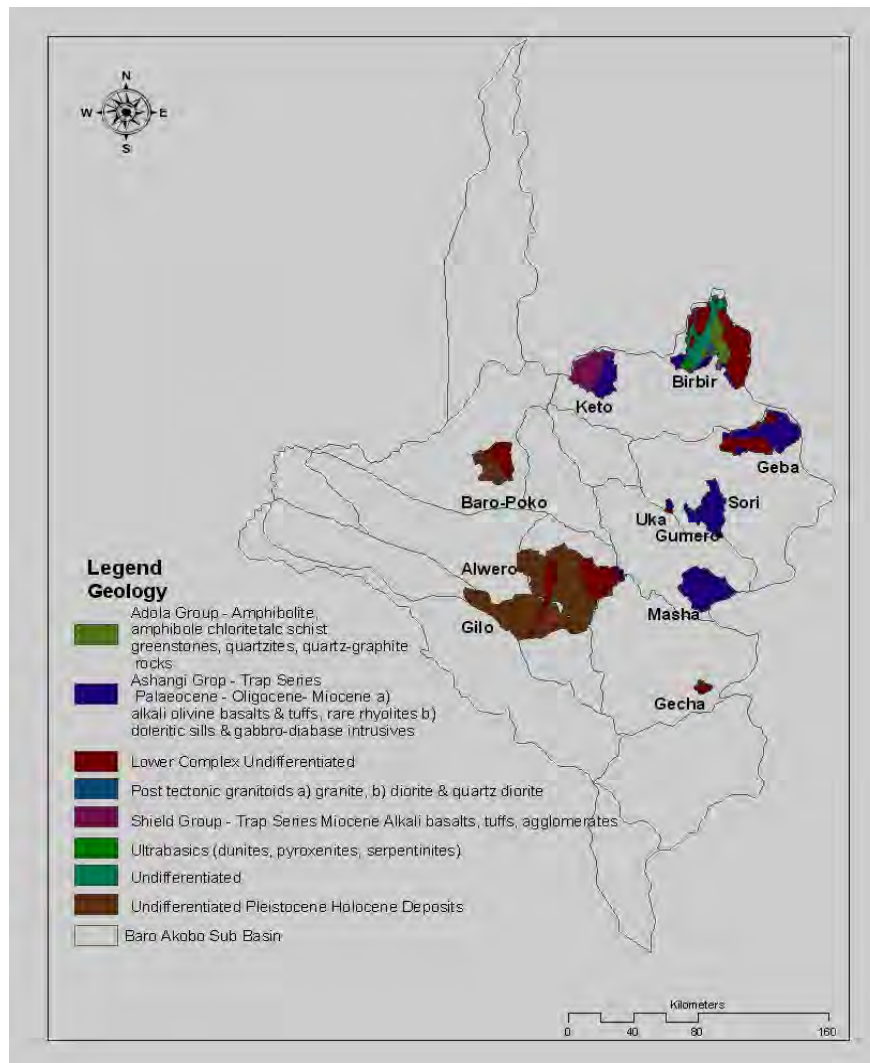 N
W
E
S
Birbir
Keto
Geba
Baro-Poko
Sori
Uka
Gumero
Alwero
Masha
Gilo
Gecha
Legend
Geology
Adola Group - Amphibolite,
amphibole chloritetalc schist
greenstones, quartzites, quartz-graphite
rocks
Ashangi Grop - Trap Series
Palaeocene - Oligocene- Miocene a)
alkali olivine basalts & tuffs, rare rhyolites b)
doleritic sills & gabbro-diabase intrusives
Lower Complex Undifferentiated
Post tectonic granitoids a) granite, b) diorite & quartz diorite
Shield Group - Trap Series Miocene Alkali basalts, tuffs, agglomerates
Ultrabasics (dunites, pyroxenites, serpentinites)
Undifferentiated
Undifferentiated Pleistocene Holocene Deposits
Baro Akobo Sub Basin
Kilometers
0 40 80 160